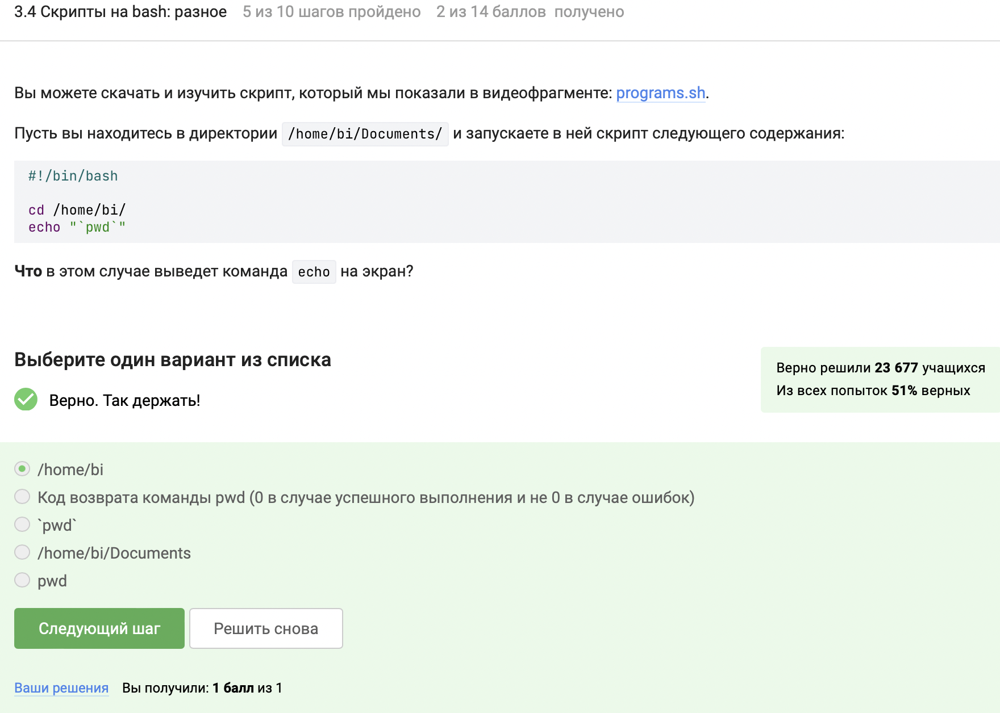 3.4 Скрипты на bash: разное 5 из 10 шагов пройдено 2 из 14 баллов получено
Вы можете скачать и изучить скрипт, который мы показали в видеофрагменте: programs.sh.
Пусть вы находитесь в директории /home/bi/Documents/ и запускаете в ней скрипт следующего содержания:
#!/bin/bash
cd /home/bi/
echo "`pwd`"
Что в этом случае выведет команда echo на экран?
Выберите один вариант из списка
Верно. Так держать!
Верно решили 23 677 учащихся
Из всех попыток 51% верных
/home/bi
Код возврата команды pwd (0 в случае успешного выполнения и не 0 в случае ошибок)
`pwd`
/home/bi/Documents
pwd
Следующий шаг Решить снова
Ваши решения Вы получили: 1 балл из 1